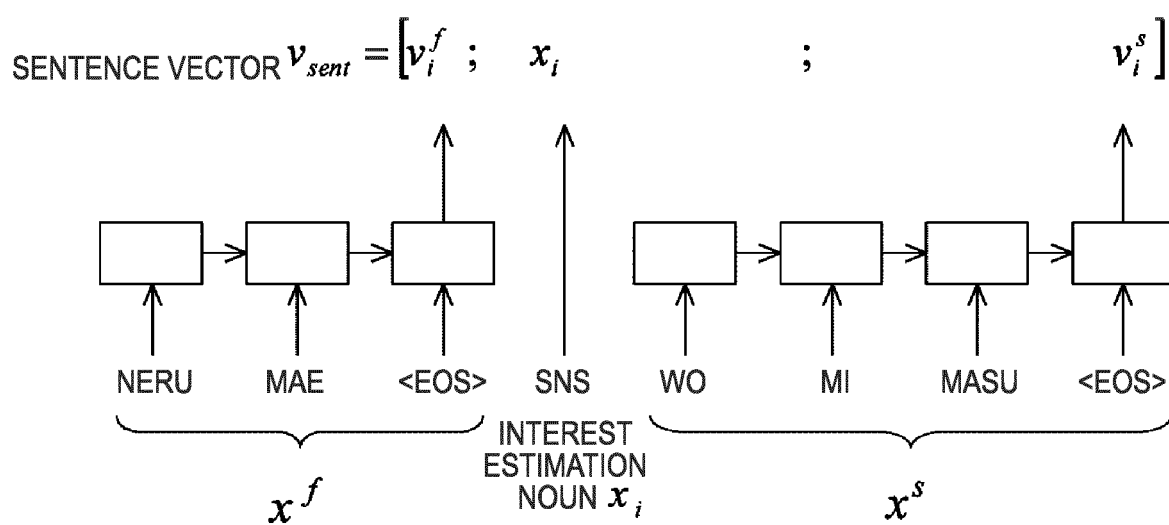 SENTENCE VECTOR v_sent = [v_i^f ; x_i ; v_i^s]
NERU MAE <EOS> SNS WO MI MASU <EOS>
INTEREST
ESTIMATION
NOUN x_i
x^f x^s